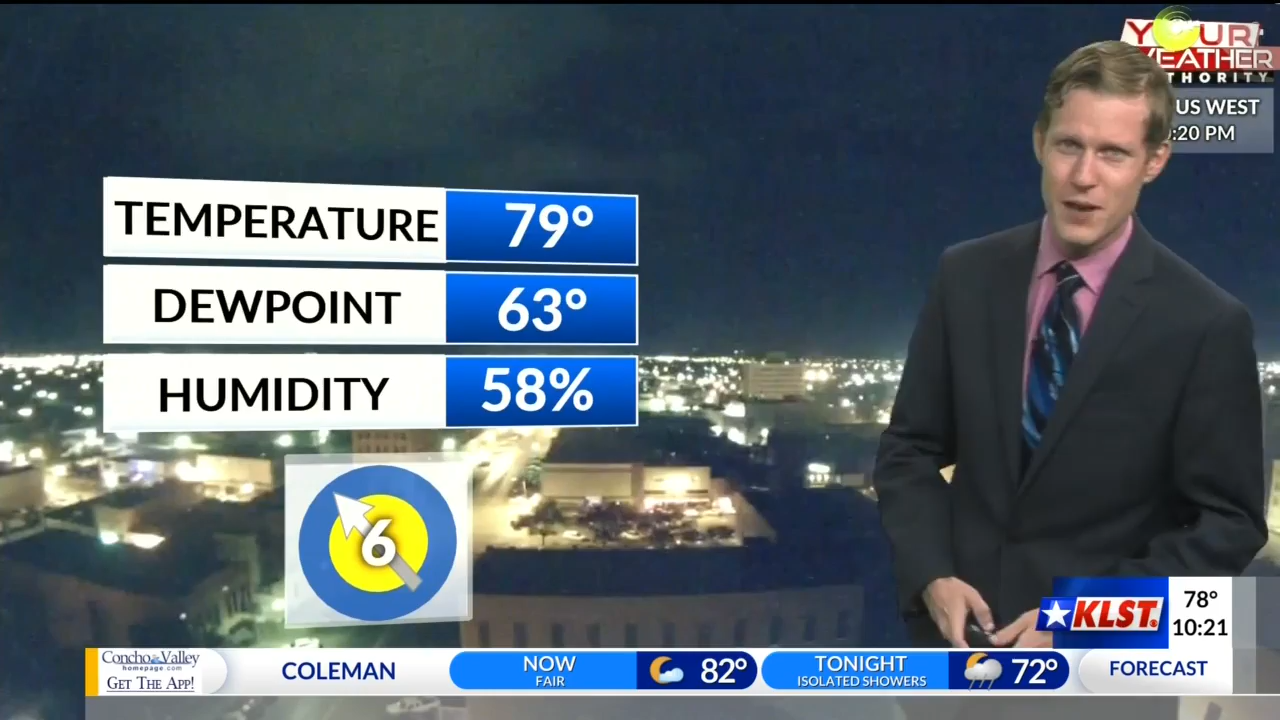 YOUR
WEATHER
THORITY
US WEST
:20 PM
TEMPERATURE 79°
DEWPOINT 63°
HUMIDITY 58%
6
KLST.
78°
10:21
Concho Valley
homepage.com
GET THE APP!
COLEMAN
NOW
FAIR
82°
TONIGHT
ISOLATED SHOWERS
72°
FORECAST